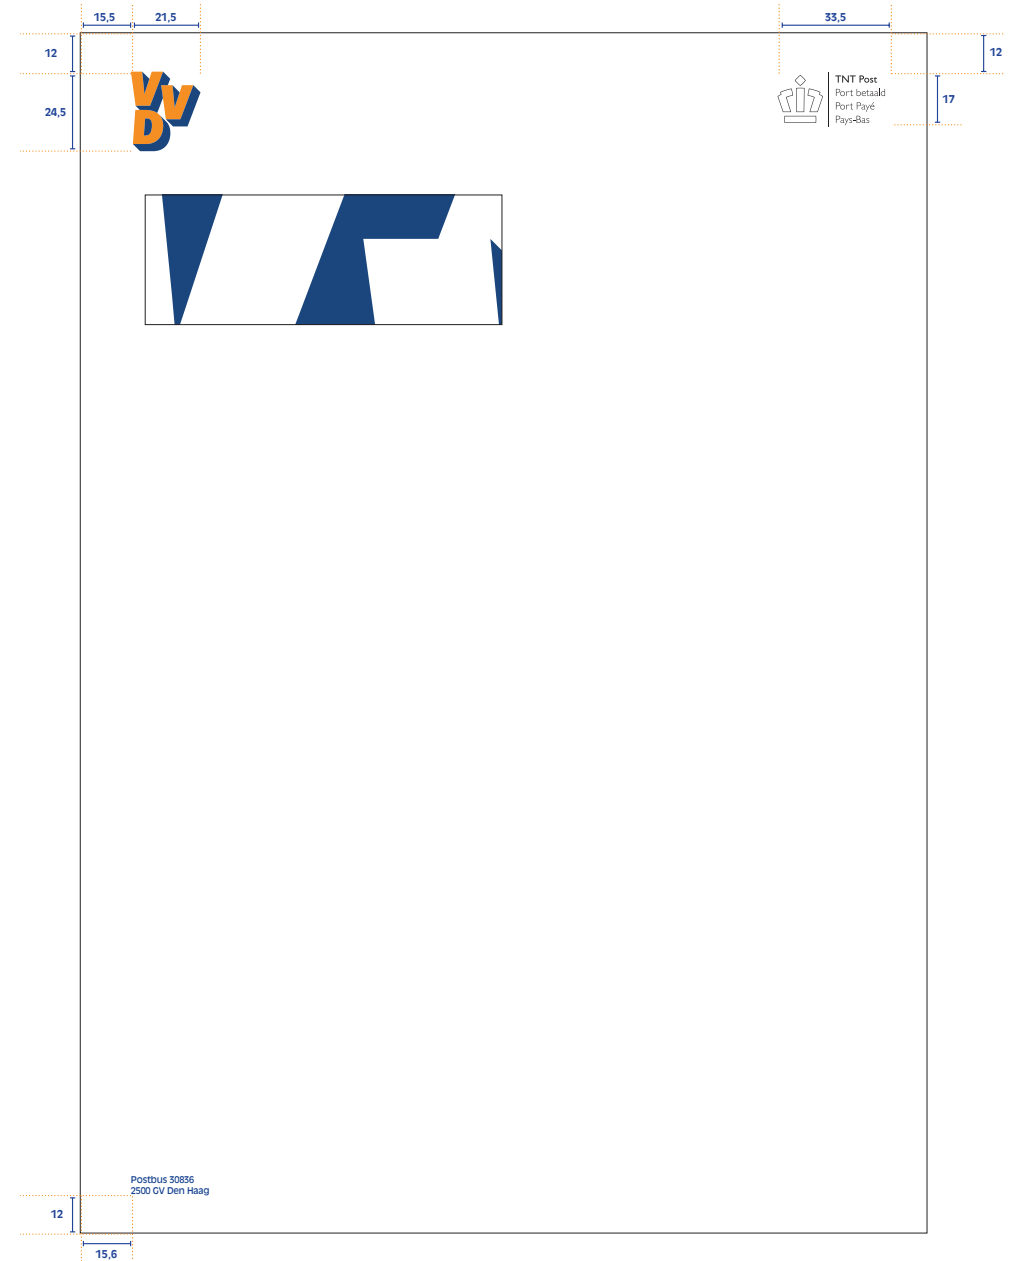 15,5
21,5
33,5
12
12
24,5
17
VVD
TNT Post
Port betaald
Port Payé
Pays-Bas
Postbus 30836
2500 GV Den Haag
12
15,6